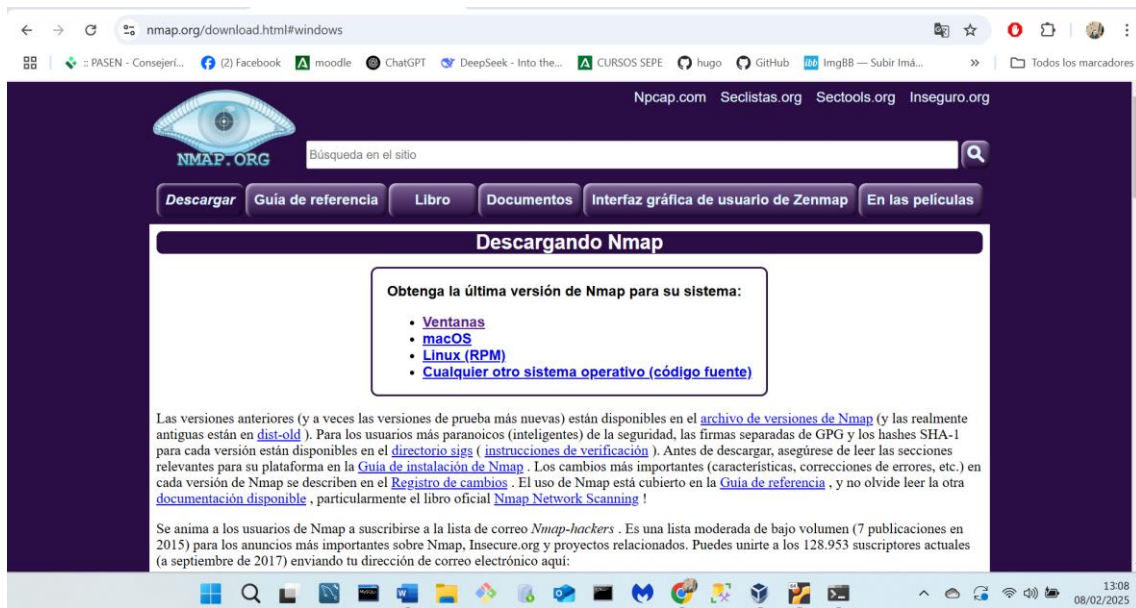 nmap.org/download.html#windows
:: PASEN - Consejerí...
(2) Facebook
moodle
ChatGPT
DeepSeek - Into the...
CURSOS SEPE
hugo
GitHub
ibb
ImgBB — Subir Imá...
»
Todos los marcadores
Npcap.com Seclistas.org Sectools.org Inseguro.org
NMAP.ORG
Búsqueda en el sitio
Descargar
Guía de referencia
Libro
Documentos
Interfaz gráfica de usuario de Zenmap
En las películas
Descargando Nmap
Obtenga la última versión de Nmap para su sistema:
• Ventanas
• macOS
• Linux (RPM)
• Cualquier otro sistema operativo (código fuente)
Las versiones anteriores (y a veces las versiones de prueba más nuevas) están disponibles en el archivo de versiones de Nmap (y las realmente
antiguas están en dist-old ). Para los usuarios más paranoicos (inteligentes) de la seguridad, las firmas separadas de GPG y los hashes SHA-1
para cada versión están disponibles en el directorio sigs ( instrucciones de verificación ). Antes de descargar, asegúrese de leer las secciones
relevantes para su plataforma en la Guía de instalación de Nmap . Los cambios más importantes (características, correcciones de errores, etc.) en
cada versión de Nmap se describen en el Registro de cambios . El uso de Nmap está cubierto en la Guía de referencia , y no olvide leer la otra
documentación disponible , particularmente el libro oficial Nmap Network Scanning !
Se anima a los usuarios de Nmap a suscribirse a la lista de correo Nmap-hackers . Es una lista moderada de bajo volumen (7 publicaciones en
2015) para los anuncios más importantes sobre Nmap, Insecure.org y proyectos relacionados. Puedes unirte a los 128.953 suscriptores actuales
(a septiembre de 2017) enviando tu dirección de correo electrónico aquí:
13:08
08/02/2025